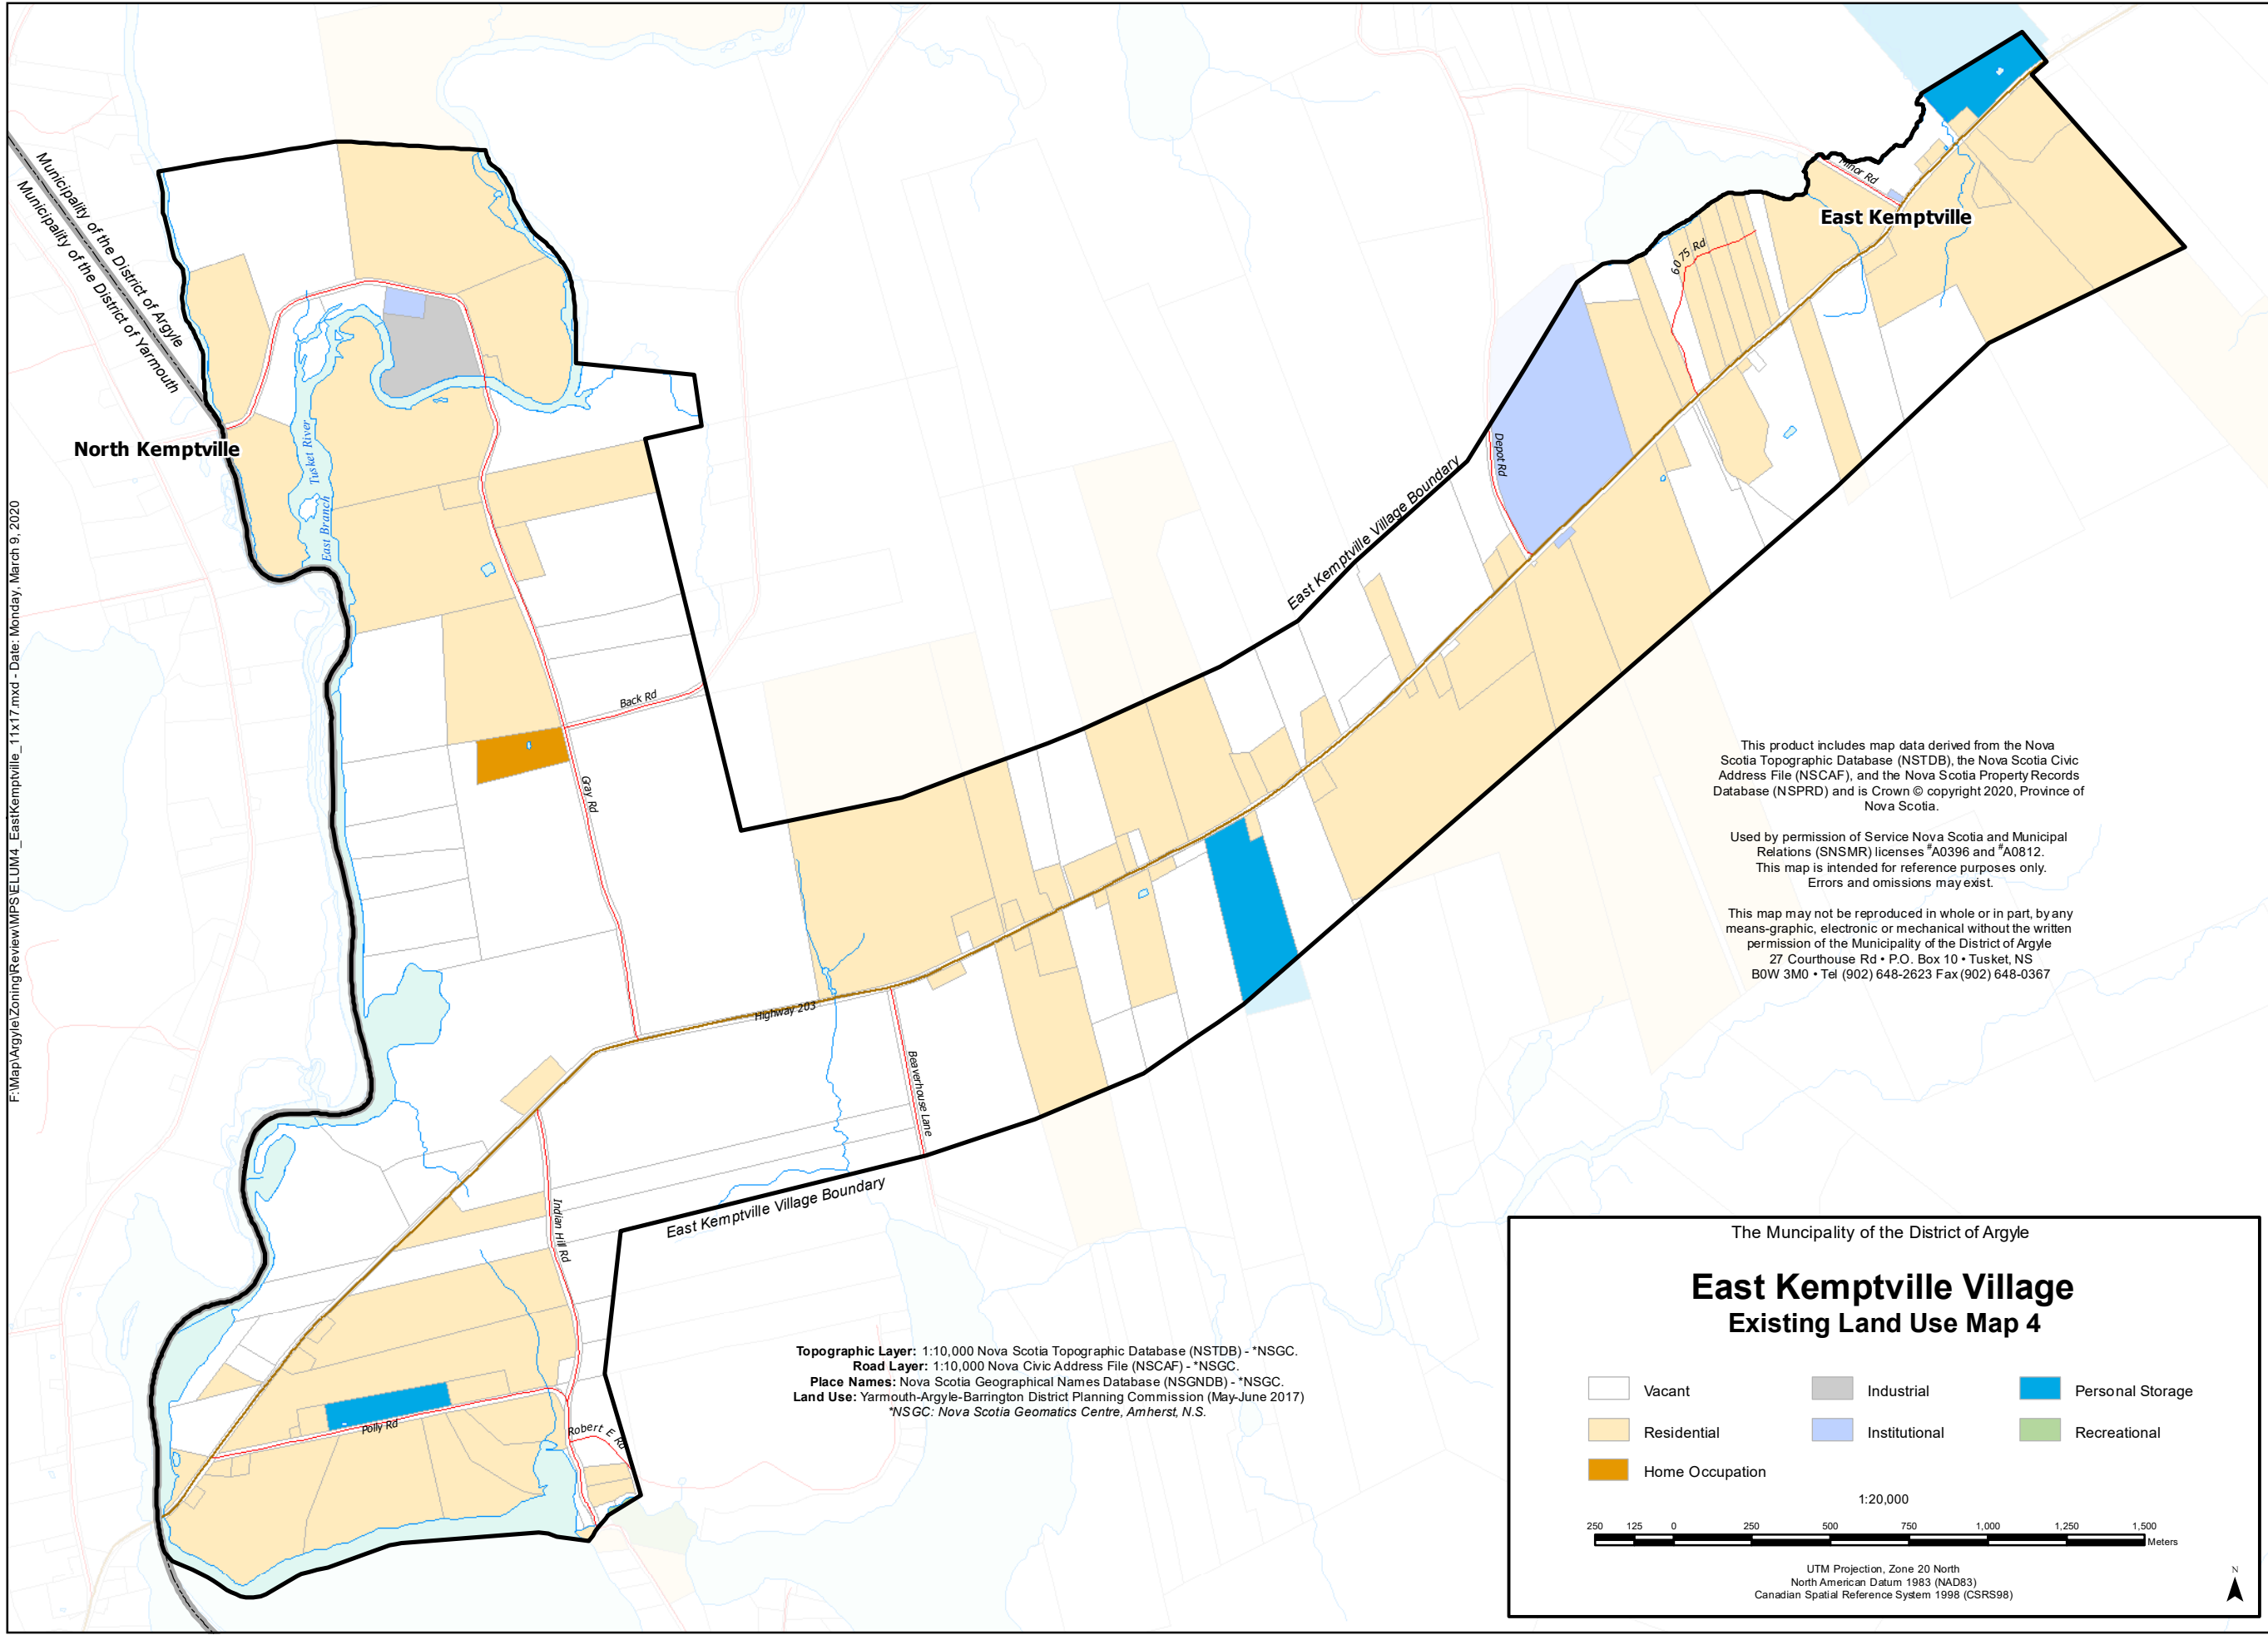 Municipality of the District of Argyle
Municipality of the District of Yarmouth
North Kemptville
East Kemptville
Minor Rd
6075 Rd
Depot Rd
East Kemptville Village Boundary
Tusket River
East Branch
Back Rd
Gray Rd
Highway 203
Beaverhouse Lane
Indian Hill Rd
East Kemptville Village Boundary
Polly Rd
Robert E Rd
F:\Map\Argyle\Zoning\Review\MPS\ELUM4_EastKemptville_11x17.mxd - Date: Monday, March 9, 2020
This product includes map data derived from the Nova
Scotia Topographic Database (NSTDB), the Nova Scotia Civic
Address File (NSCAF), and the Nova Scotia Property Records
Database (NSPRD) and is Crown © copyright 2020, Province of
Nova Scotia.
Used by permission of Service Nova Scotia and Municipal
Relations (SNSMR) licenses #A0396 and #A0812.
This map is intended for reference purposes only.
Errors and omissions may exist.
This map may not be reproduced in whole or in part, by any
means-graphic, electronic or mechanical without the written
permission of the Municipality of the District of Argyle
27 Courthouse Rd • P.O. Box 10 • Tusket, NS
B0W 3M0 • Tel (902) 648-2623 Fax (902) 648-0367
Topographic Layer: 1:10,000 Nova Scotia Topographic Database (NSTDB) - *NSGC.
Road Layer: 1:10,000 Nova Civic Address File (NSCAF) - *NSGC.
Place Names: Nova Scotia Geographical Names Database (NSGNDB) - *NSGC.
Land Use: Yarmouth-Argyle-Barrington District Planning Commission (May-June 2017)
*NSGC: Nova Scotia Geomatics Centre, Amherst, N.S.
The Muncipality of the District of Argyle
East Kemptville Village
Existing Land Use Map 4
Vacant
Industrial
Personal Storage
Residential
Institutional
Recreational
Home Occupation
1:20,000
250 125 0 250 500 750 1,000 1,250 1,500
Meters
UTM Projection, Zone 20 North
North American Datum 1983 (NAD83)
Canadian Spatial Reference System 1998 (CSRS98)
N